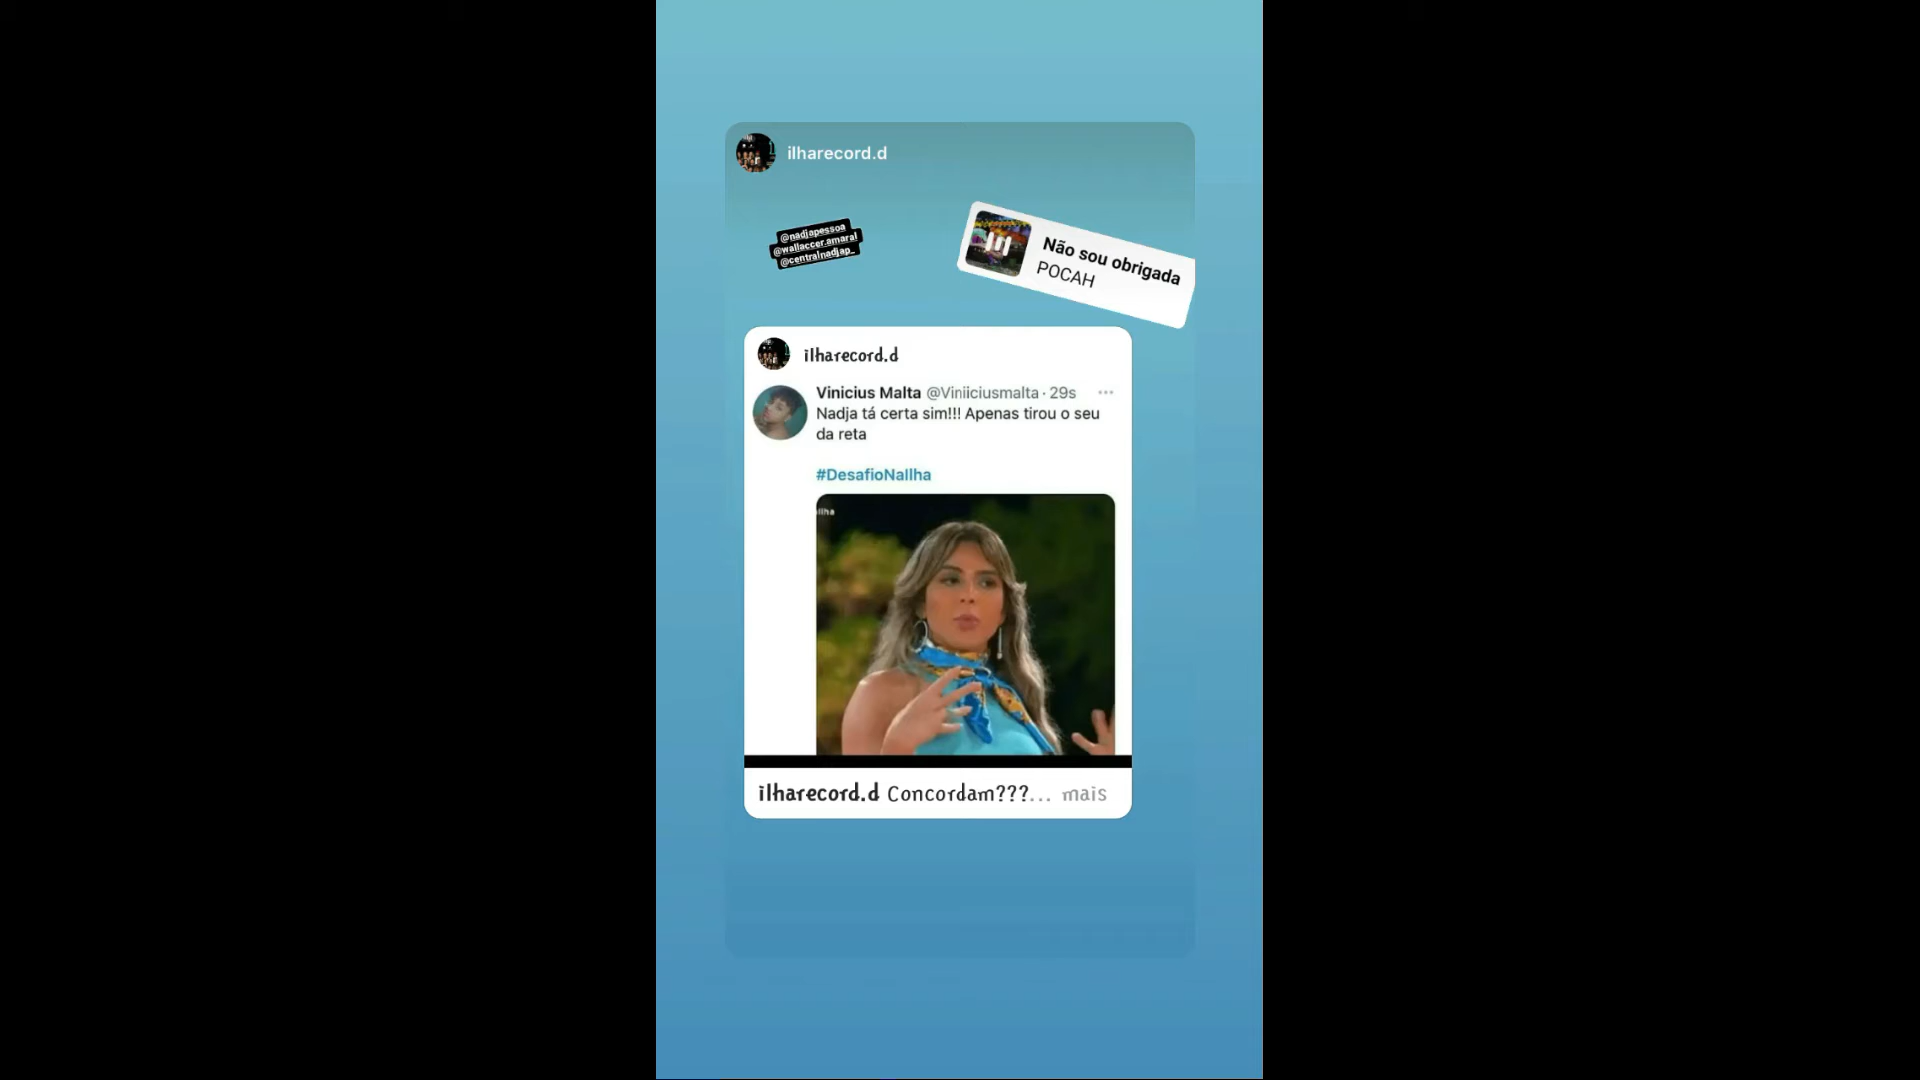 ilharecord.d
@nadjapessoa
@wallaccer.amaral
@centralnadjap_
Não sou obrigada
POCAH
ilharecord.d
Vinicius Malta @Viniiciusmalta · 29s
Nadja tá certa sim!!! Apenas tirou o seu
da reta
#DesafioNaIlha
ilharecord.d Concordam???... mais